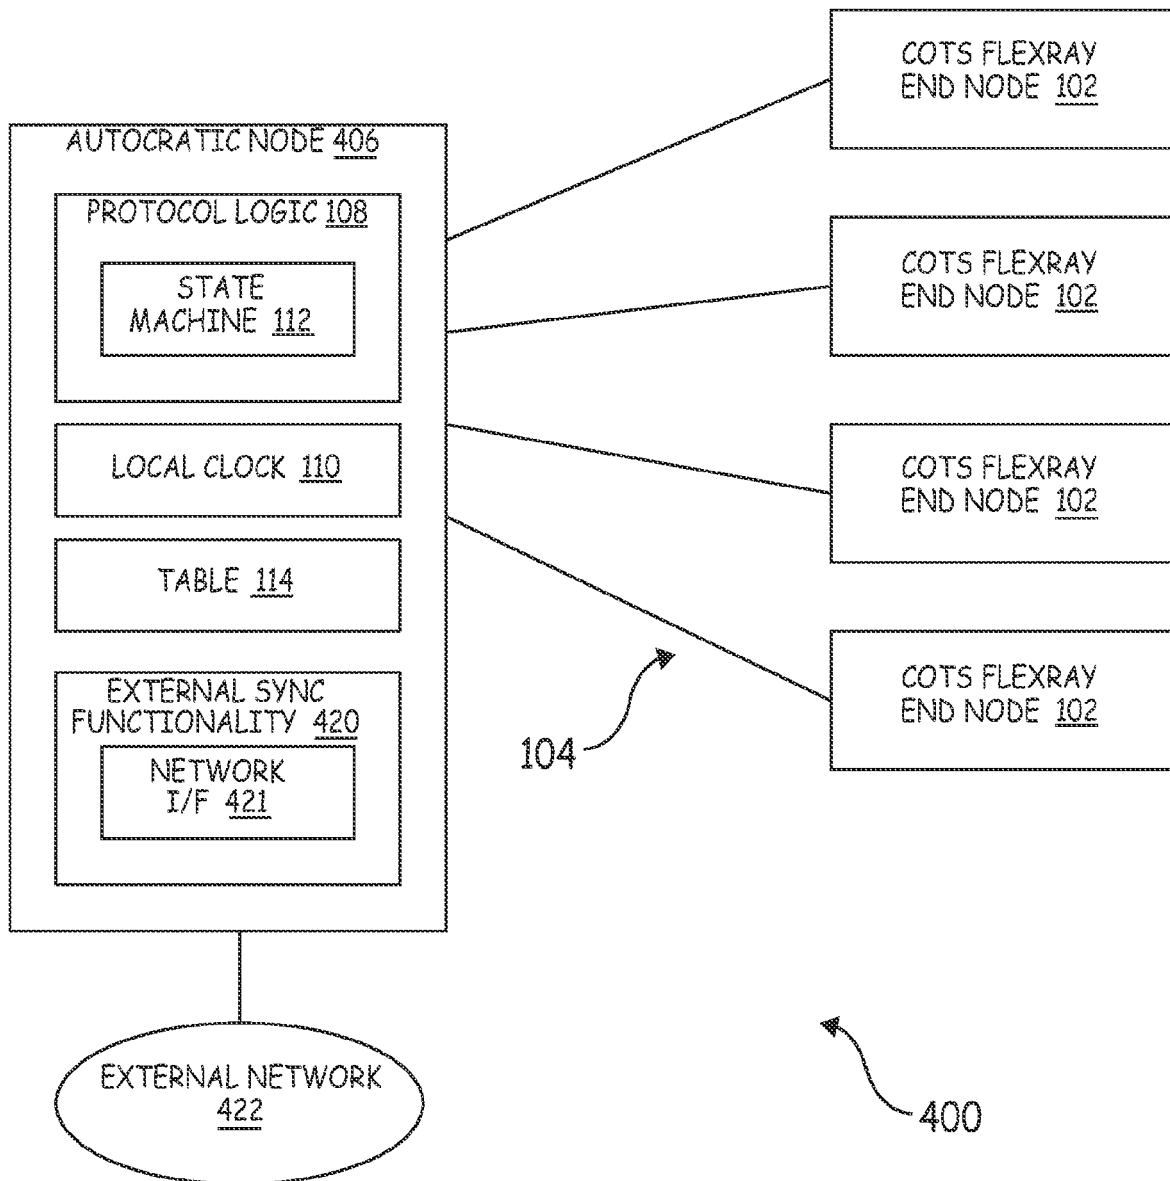 AUTOCRATIC NODE 406
PROTOCOL LOGIC 108
STATE
MACHINE 112
LOCAL CLOCK 110
TABLE 114
EXTERNAL SYNC
FUNCTIONALITY 420
NETWORK
I/F 421
EXTERNAL NETWORK
422
COTS FLEXRAY
END NODE 102
COTS FLEXRAY
END NODE 102
COTS FLEXRAY
END NODE 102
COTS FLEXRAY
END NODE 102
104
400